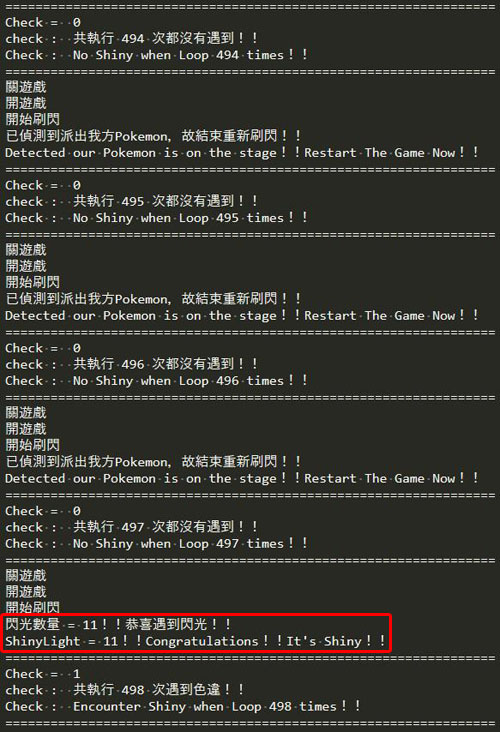 ================================================================
Check = 0
check : 共執行 494 次都沒有遇到！！
Check : No Shiny when Loop 494 times！！
================================================================
關遊戲
開遊戲
開始刷閃
已偵測到派出我方Pokemon, 故結束重新刷閃！！
Detected our Pokemon is on the stage！！Restart The Game Now！！
================================================================
Check = 0
check : 共執行 495 次都沒有遇到！！
Check : No Shiny when Loop 495 times！！
================================================================
關遊戲
開遊戲
開始刷閃
已偵測到派出我方Pokemon, 故結束重新刷閃！！
Detected our Pokemon is on the stage！！Restart The Game Now！！
================================================================
Check = 0
check : 共執行 496 次都沒有遇到！！
Check : No Shiny when Loop 496 times！！
================================================================
關遊戲
開遊戲
開始刷閃
已偵測到派出我方Pokemon, 故結束重新刷閃！！
Detected our Pokemon is on the stage！！Restart The Game Now！！
================================================================
Check = 0
check : 共執行 497 次都沒有遇到！！
Check : No Shiny when Loop 497 times！！
================================================================
關遊戲
開遊戲
開始刷閃
閃光數量 = 11！！恭喜遇到閃光！！
ShinyLight = 11！！Congratulations！！It's Shiny！！
================================================================
Check = 1
check : 共執行 498 次遇到色違！！
Check : Encounter Shiny when Loop 498 times！！
================================================================